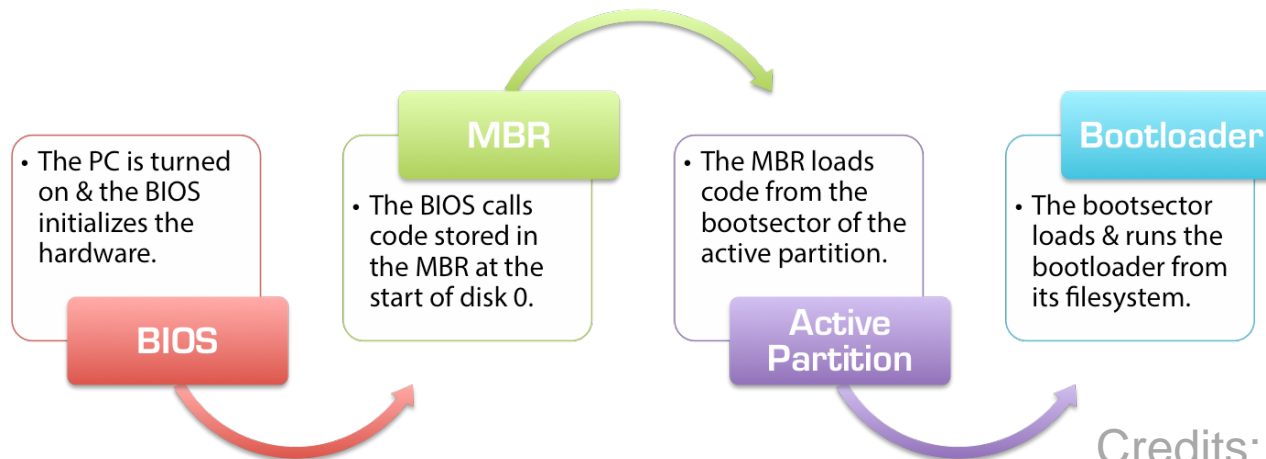 • The PC is turned
on & the BIOS
initializes the
hardware.
BIOS
MBR
• The BIOS calls
code stored in
the MBR at the
start of disk 0.
• The MBR loads
code from the
bootsector of the
active partition.
Active
Partition
Bootloader
• The bootsector
loads & runs the
bootloader from
its filesystem.
Credits: